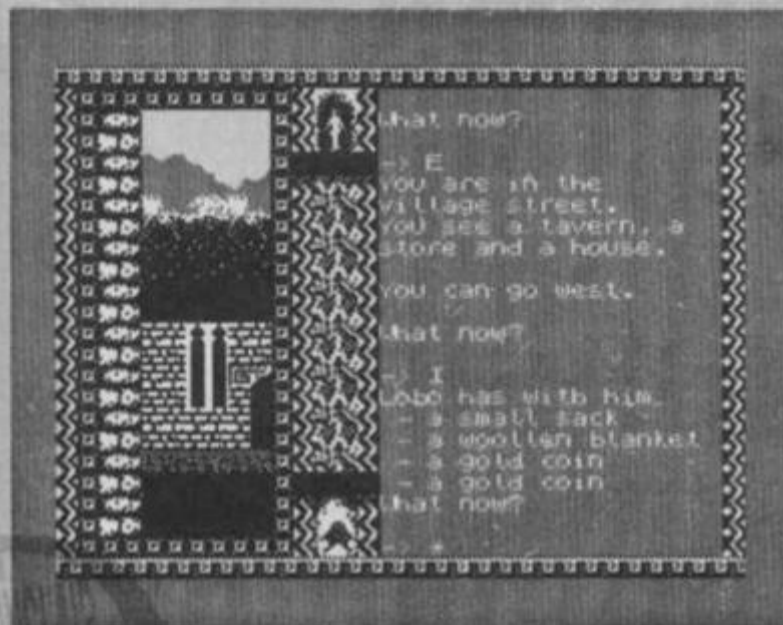 What now?
-> E
You are in the
village street.
You see a tavern, a
store and a house.
You can go west.
What now?
-> I
Lobo has with him
- a small sack
- a woollen blanket
- a gold coin
- a gold coin
What now?
-> *